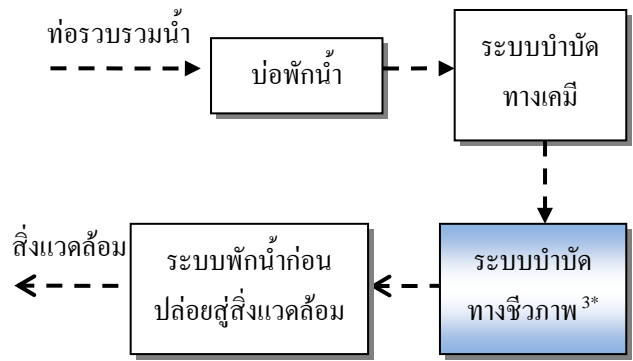 ท่อรวบรวมน้ำ
บ่อพักน้ำ
ระบบบำบัด
ทางเคมี
ระบบบำบัด
ทางชีวภาพ 3*
ระบบพักน้ำก่อน
ปล่อยสู่สิ่งแวดล้อม
สิ่งแวดล้อม